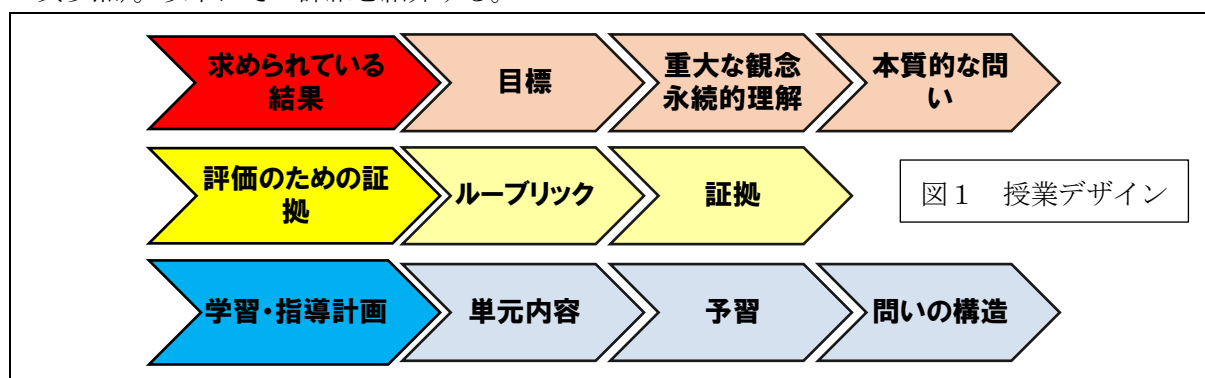 求められている
結果
目標
重大な観念
永続的理解
本質的な問
い
評価のための証
拠
ルーブリック
証拠
図１　授業デザイン
学習・指導計画
単元内容
予習
問いの構造